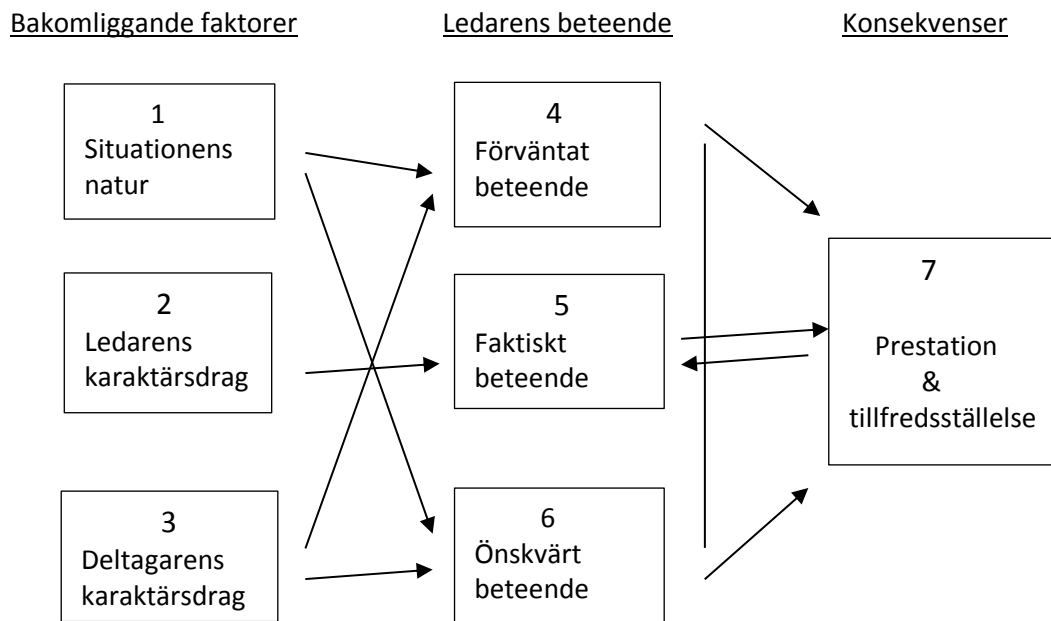 Bakomliggande faktorer
Ledarens beteende
Konsekvenser
1
Situationens
natur
4
Förväntat
beteende
2
Ledarens
karaktärsdrag
5
Faktiskt
beteende
7
Prestation
&
tillfredsställelse
3
Deltagarens
karaktärsdrag
6
Önskvärt
beteende